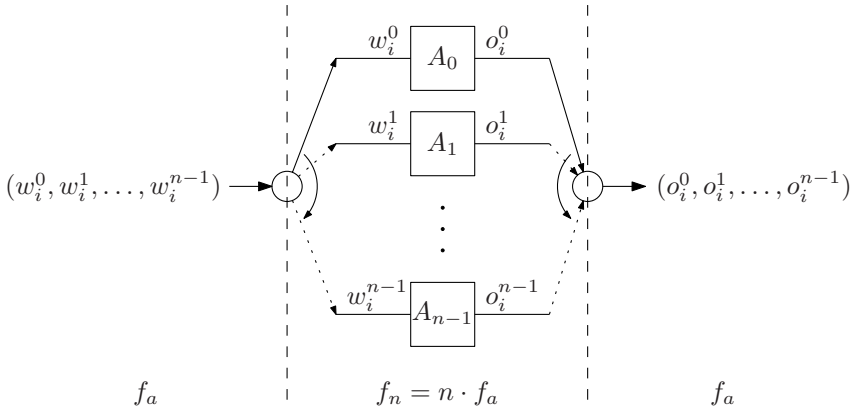 w_i^0 A_0 o_i^0
w_i^1 A_1 o_i^1
(w_i^0, w_i^1, …, w_i^{n−1}) (o_i^0, o_i^1, …, o_i^{n−1})
w_i^{n−1} A_{n−1} o_i^{n−1}
f_a f_n = n · f_a f_a